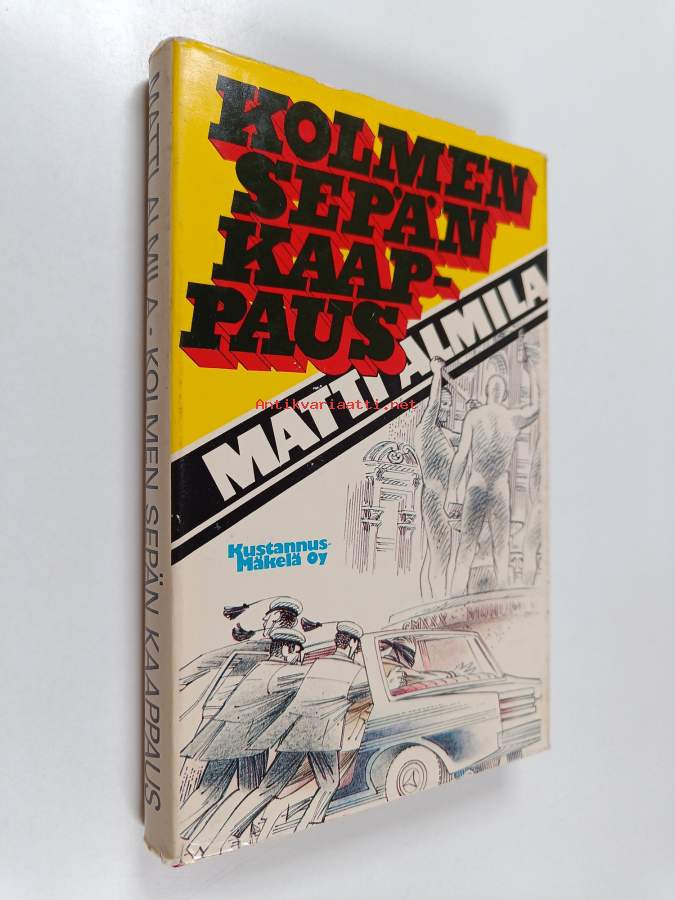 KOLMEN
SEPÄN
KAAP-
PAUS
MATTI ALMILA
Antikvariaatti.net
Kustannus-
Mäkelä Oy
MATTI ALMILA - KOLMEN SEPÄN KAAPPAUS